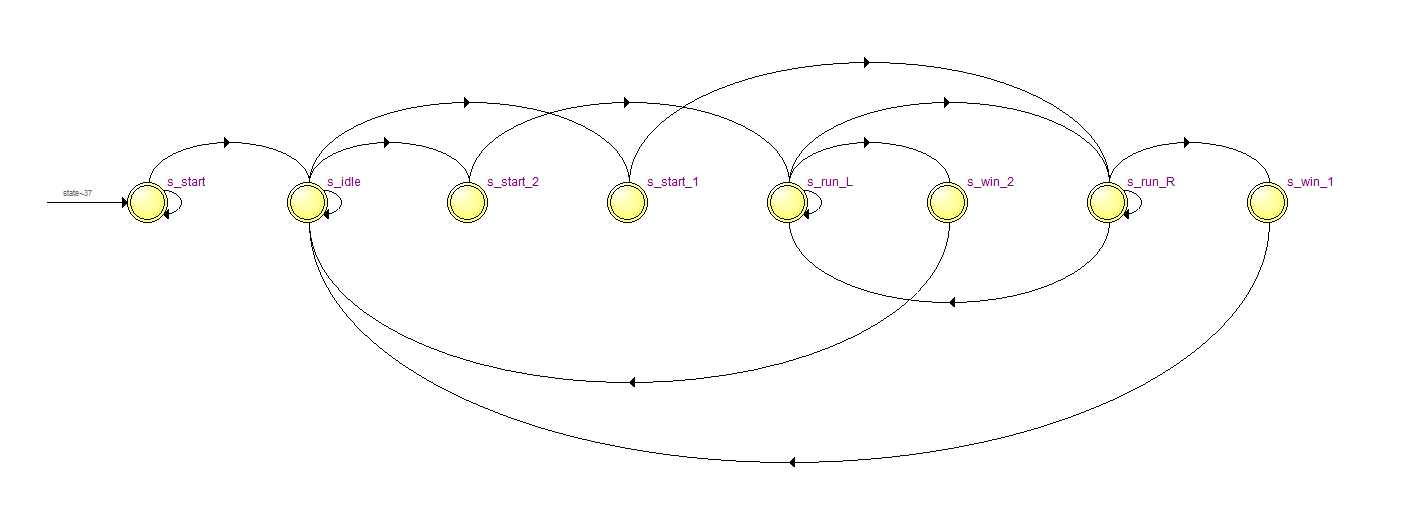 state~37
s_start
s_idle
s_start_2
s_start_1
s_run_L
s_win_2
s_run_R
s_win_1